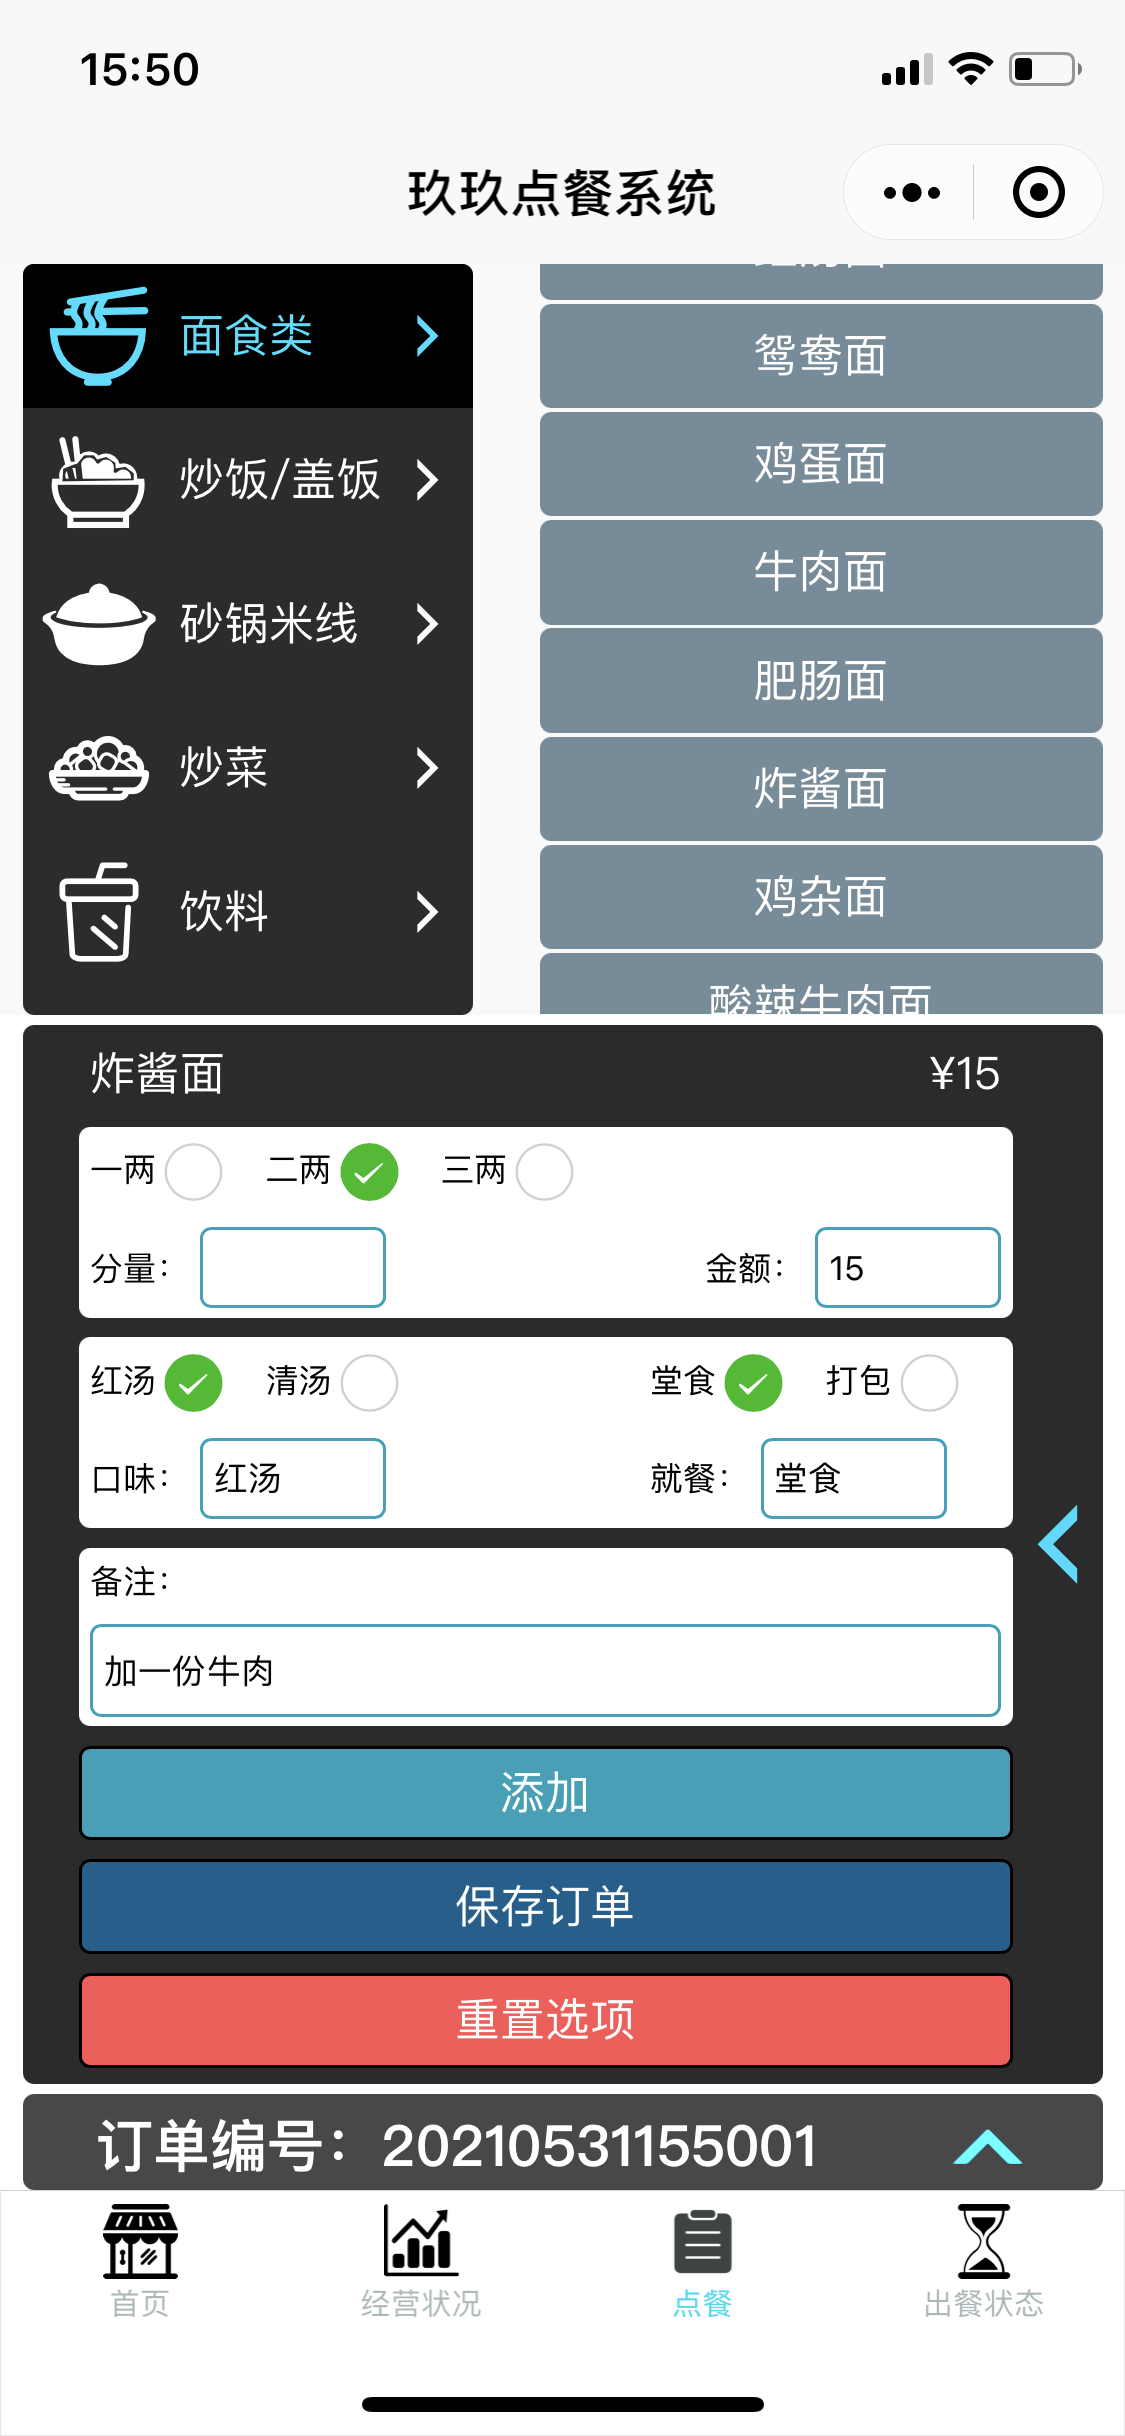 15:50
玖玖点餐系统
面食类
炒饭/盖饭
砂锅米线
炒菜
饮料
鸳鸯面
鸡蛋面
牛肉面
肥肠面
炸酱面
鸡杂面
酸辣牛肉面
炸酱面 ¥15
一两 二两 三两
分量： 金额： 15
红汤 清汤 堂食 打包
口味： 红汤 就餐： 堂食
备注：
加一份牛肉
添加
保存订单
重置选项
订单编号：20210531155001
首页 经营状况 点餐 出餐状态